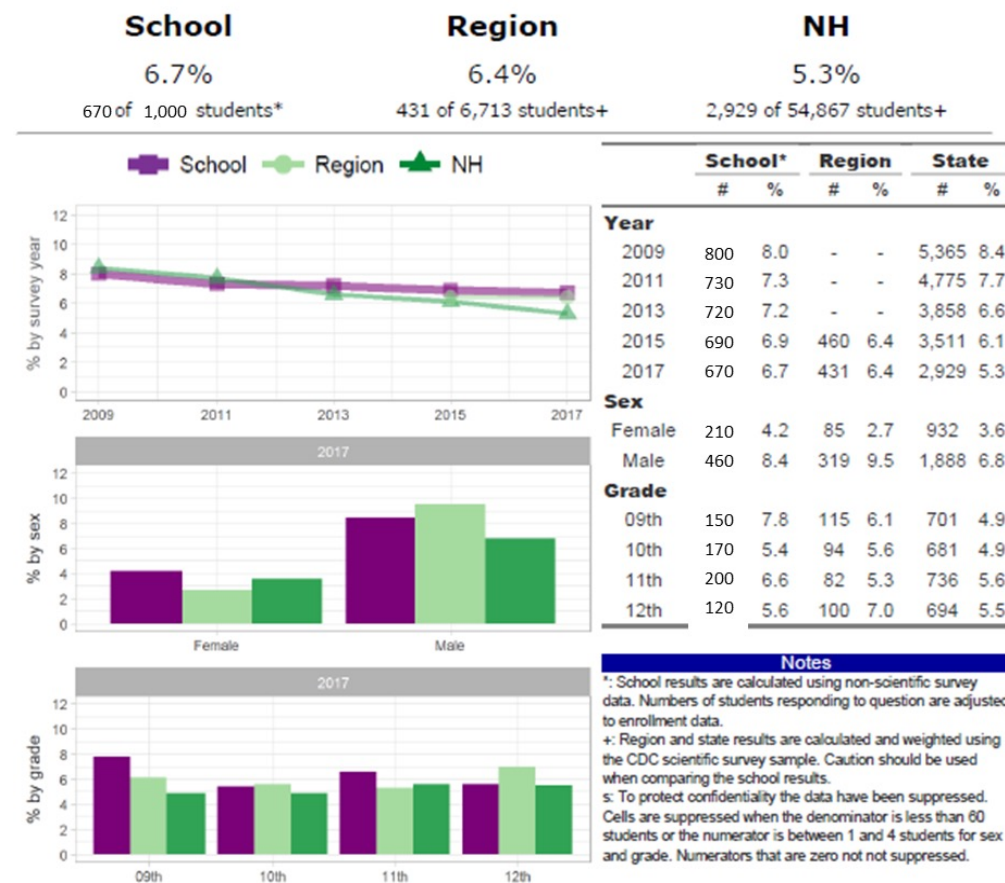 School Region NH
6.7% 6.4% 5.3%
670 of 1,000 students* 431 of 6,713 students+ 2,929 of 54,867 students+
School Region NH
% by survey year
12
10
8
6
4
2
0
2009 2011 2013 2015 2017
2017
% by sex
12
10
8
6
4
2
0
Female Male
2017
% by grade
12
10
8
6
4
2
0
09th 10th 11th 12th
School* Region State
# % # % # %
Year
2009 800 8.0 - - 5,365 8.4
2011 730 7.3 - - 4,775 7.7
2013 720 7.2 - - 3,858 6.6
2015 690 6.9 460 6.4 3,511 6.1
2017 670 6.7 431 6.4 2,929 5.3
Sex
Female 210 4.2 85 2.7 932 3.6
Male 460 8.4 319 9.5 1,888 6.8
Grade
09th 150 7.8 115 6.1 701 4.9
10th 170 5.4 94 5.6 681 4.9
11th 200 6.6 82 5.3 736 5.6
12th 120 5.6 100 7.0 694 5.5
Notes
*: School results are calculated using non-scientific survey
data. Numbers of students responding to question are adjusted
to enrollment data.
+: Region and state results are calculated and weighted using
the CDC scientific survey sample. Caution should be used
when comparing the school results.
s: To protect confidentiality the data have been suppressed.
Cells are suppressed when the denominator is less than 60
students or the numerator is between 1 and 4 students for sex
and grade. Numerators that are zero not not suppressed.